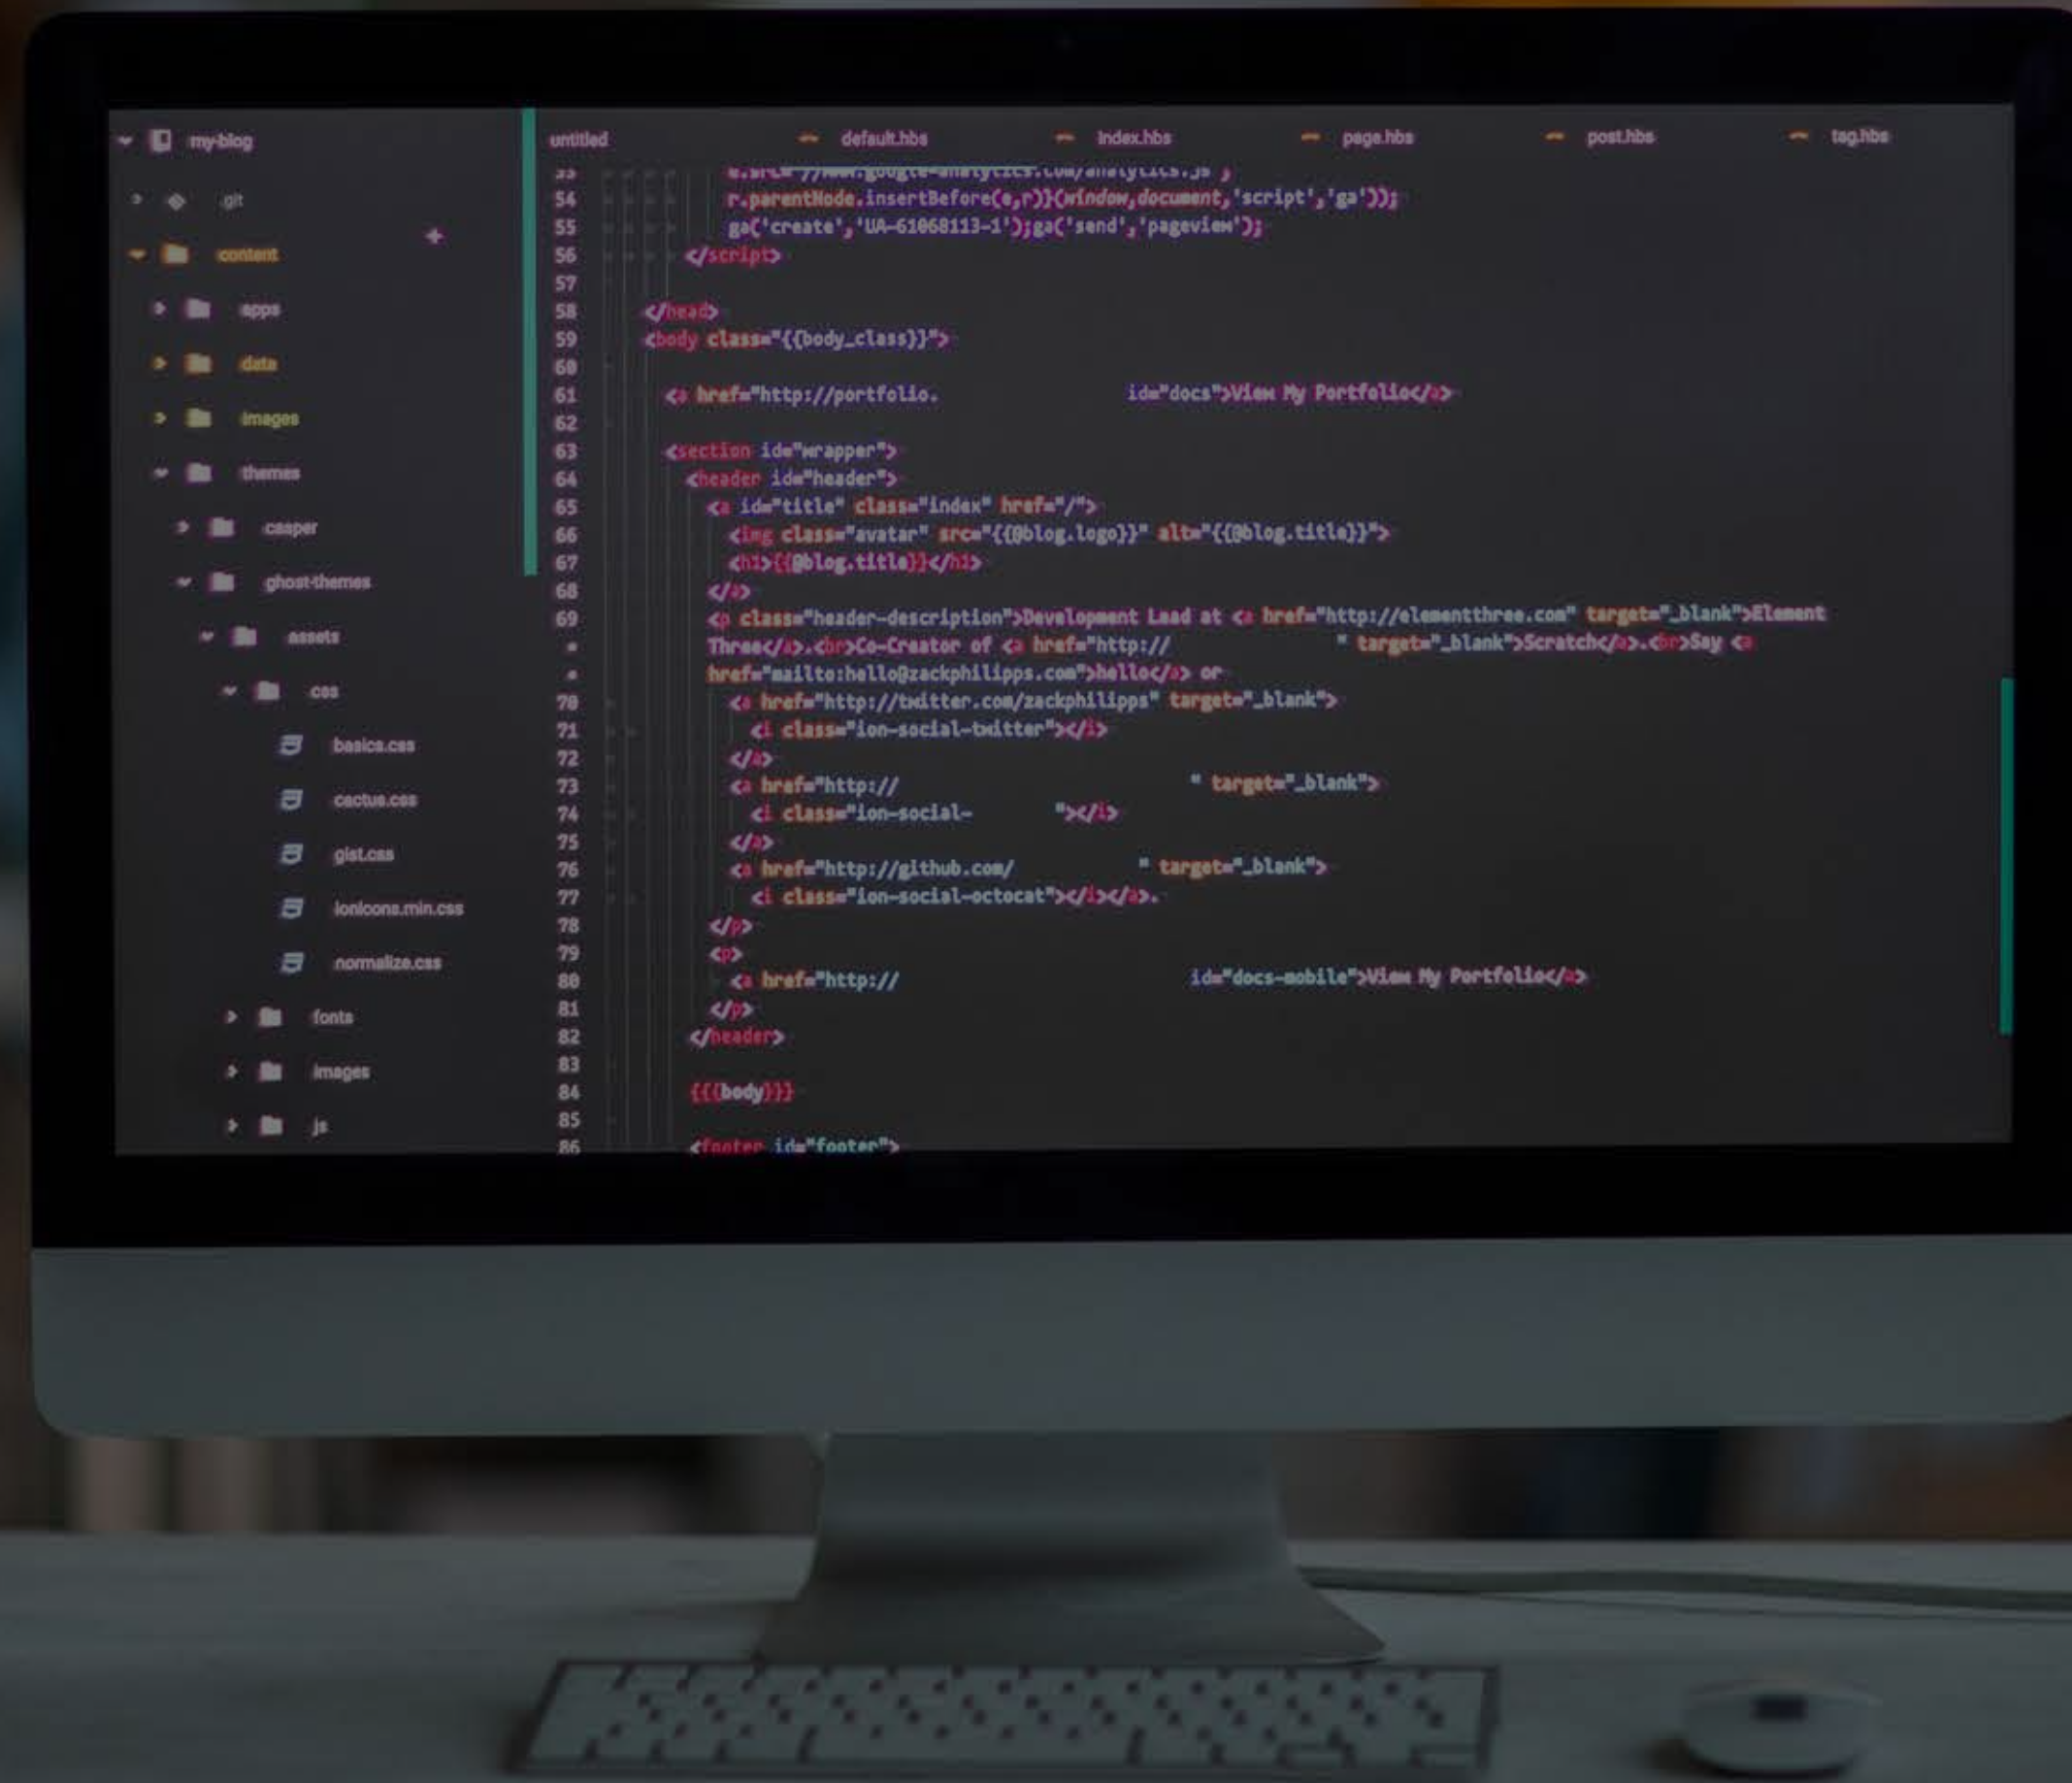 my-blog
.git
content
apps
data
images
themes
casper
ghost-themes
assets
css
basics.css
cactus.css
gist.css
ionicons.min.css
normalize.css
fonts
images
js
untitled
default.hbs
index.hbs
page.hbs
post.hbs
tag.hbs
e.src='//www.google-analytics.com/analytics.js';
54 r.parentNode.insertBefore(e,r)}(window,document,'script','ga'));
55 ga('create','UA-61068113-1');ga('send','pageview');
56 </script>
57
58 </head>
59 <body class="{{body_class}}">
60
61 <a href="http://portfolio. id="docs">View My Portfolio</a>
62
63 <section id="wrapper">
64 <header id="header">
65 <a id="title" class="index" href="/">
66 <img class="avatar" src="{{@blog.logo}}" alt="{{@blog.title}}">
67 <h1>{{@blog.title}}</h1>
68 </a>
69 <p class="header-description">Development Lead at <a href="http://elementthree.com" target="_blank">Element
Three</a>.<br>Co-Creator of <a href="http:// " target="_blank">Scratch</a>.<br>Say <a
href="mailto:hello@zackphilipps.com">hello</a> or
70 <a href="http://twitter.com/zackphilipps" target="_blank">
71 <i class="ion-social-twitter"></i>
72 </a>
73 <a href="http:// " target="_blank">
74 <i class="ion-social- "></i>
75 </a>
76 <a href="http://github.com/ " target="_blank">
77 <i class="ion-social-octocat"></i></a>.
78 </p>
79 <p>
80 <a href="http:// id="docs-mobile">View My Portfolio</a>
81 </p>
82 </header>
83
84 {{{body}}}
85
86 <footer id="footer">